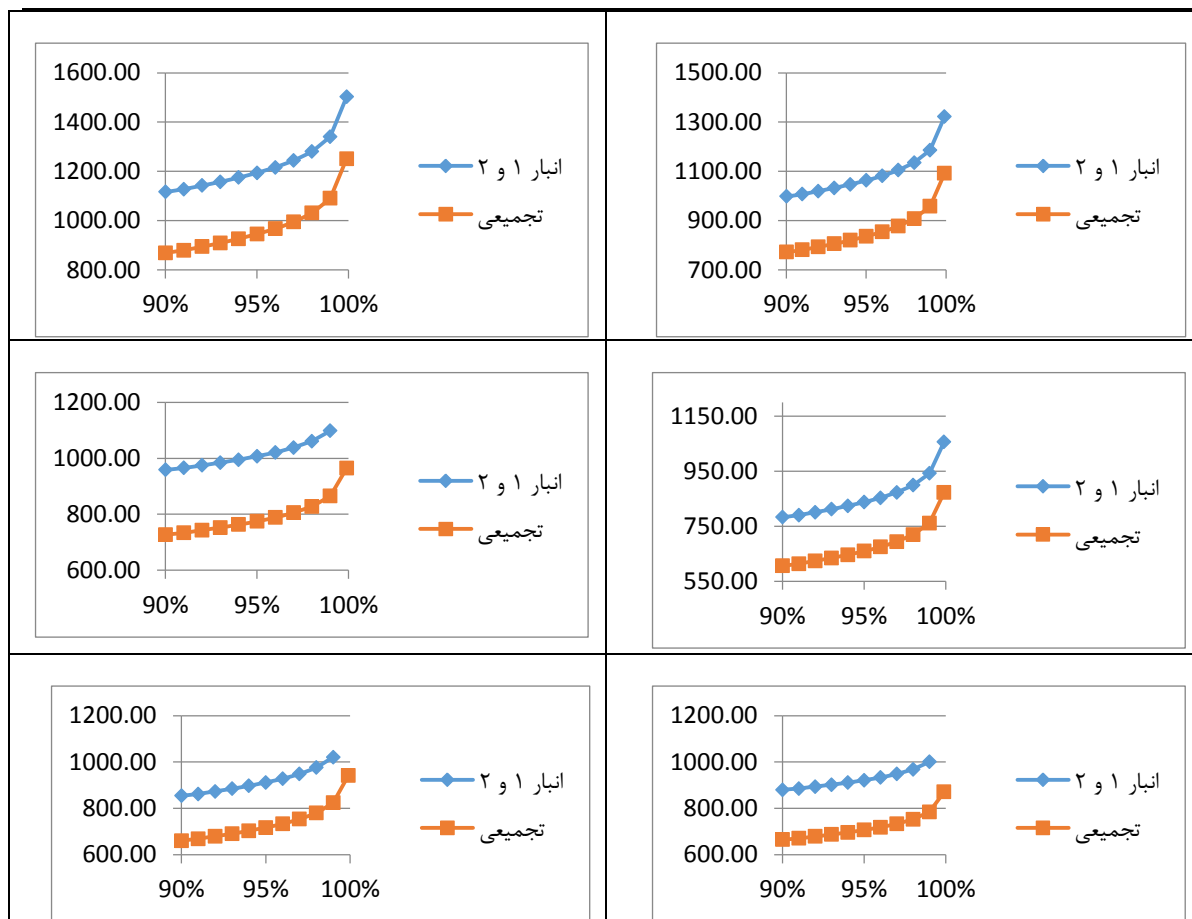 1600.00
1400.00
1200.00
1000.00
800.00
90% 95% 100%
انبار ۱ و ۲
تجمیعی
1500.00
1300.00
1100.00
900.00
700.00
90% 95% 100%
انبار ۱ و ۲
تجمیعی
1200.00
1000.00
800.00
600.00
90% 95% 100%
انبار ۱ و ۲
تجمیعی
1150.00
950.00
750.00
550.00
90% 95% 100%
انبار ۱ و ۲
تجمیعی
1200.00
1000.00
800.00
600.00
90% 95% 100%
انبار ۱ و ۲
تجمیعی
1200.00
1000.00
800.00
600.00
90% 95% 100%
انبار ۱ و ۲
تجمیعی